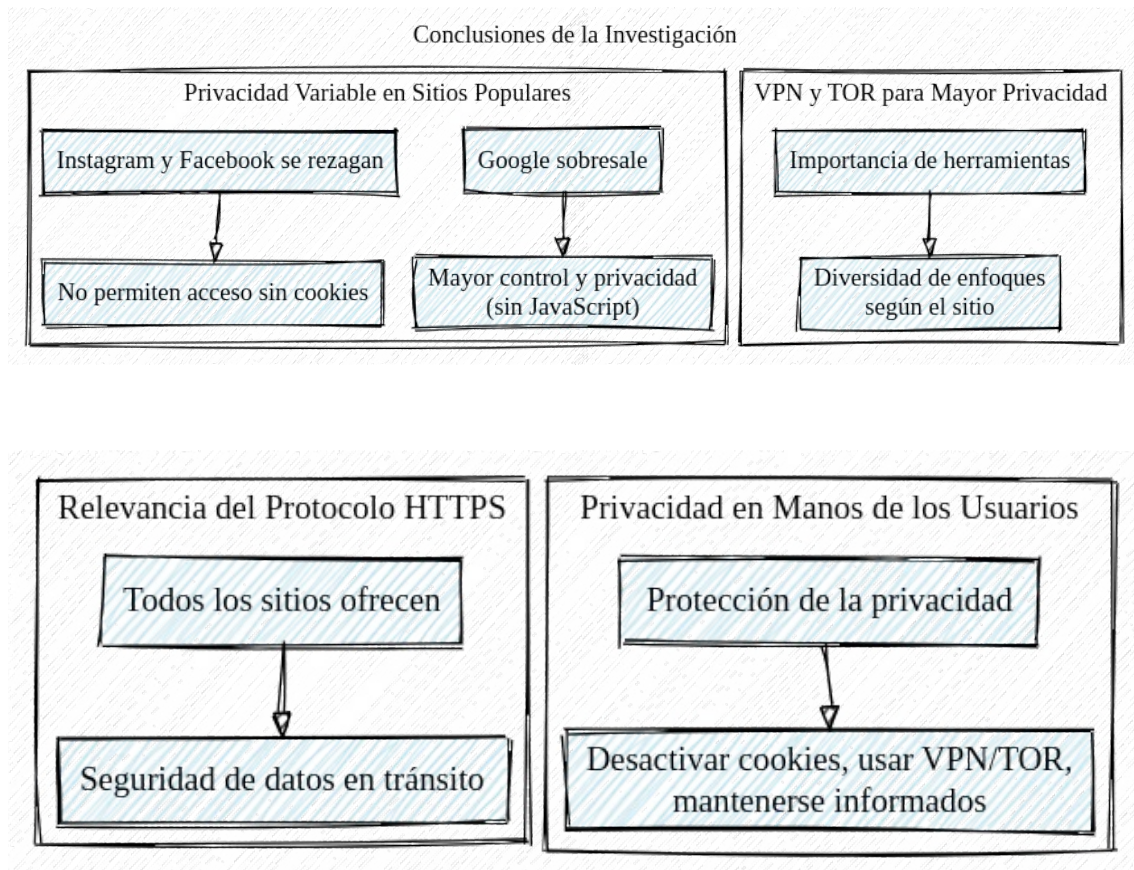 Conclusiones de la Investigación
Privacidad Variable en Sitios Populares
Instagram y Facebook se rezagan
Google sobresale
No permiten acceso sin cookies
Mayor control y privacidad
(sin JavaScript)
VPN y TOR para Mayor Privacidad
Importancia de herramientas
Diversidad de enfoques
según el sitio
Relevancia del Protocolo HTTPS
Todos los sitios ofrecen
Seguridad de datos en tránsito
Privacidad en Manos de los Usuarios
Protección de la privacidad
Desactivar cookies, usar VPN/TOR,
mantenerse informados